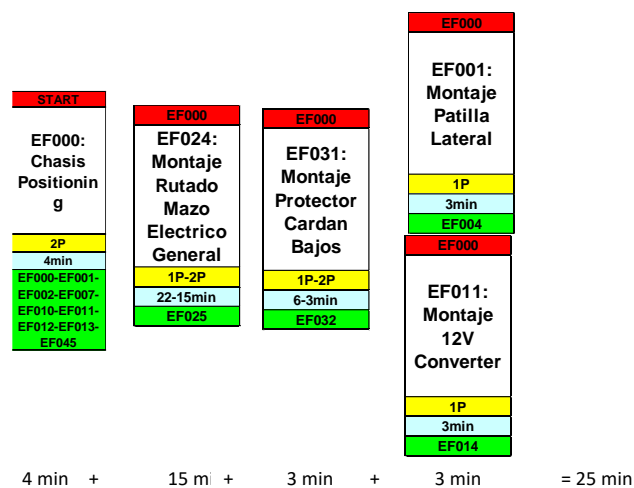 START
EF000:
Chasis
Positionin
g
2P
4min
EF000-EF001-
EF002-EF007-
EF010-EF011-
EF012-EF013-
EF045
EF000
EF024:
Montaje
Rutado
Mazo
Electrico
General
1P-2P
22-15min
EF025
EF000
EF031:
Montaje
Protector
Cardan
Bajos
1P-2P
6-3min
EF032
EF000
EF001:
Montaje
Patilla
Lateral
1P
3min
EF004
EF000
EF011:
Montaje
12V
Converter
1P
3min
EF014
4 min + 15 mi + 3 min + 3 min = 25 min